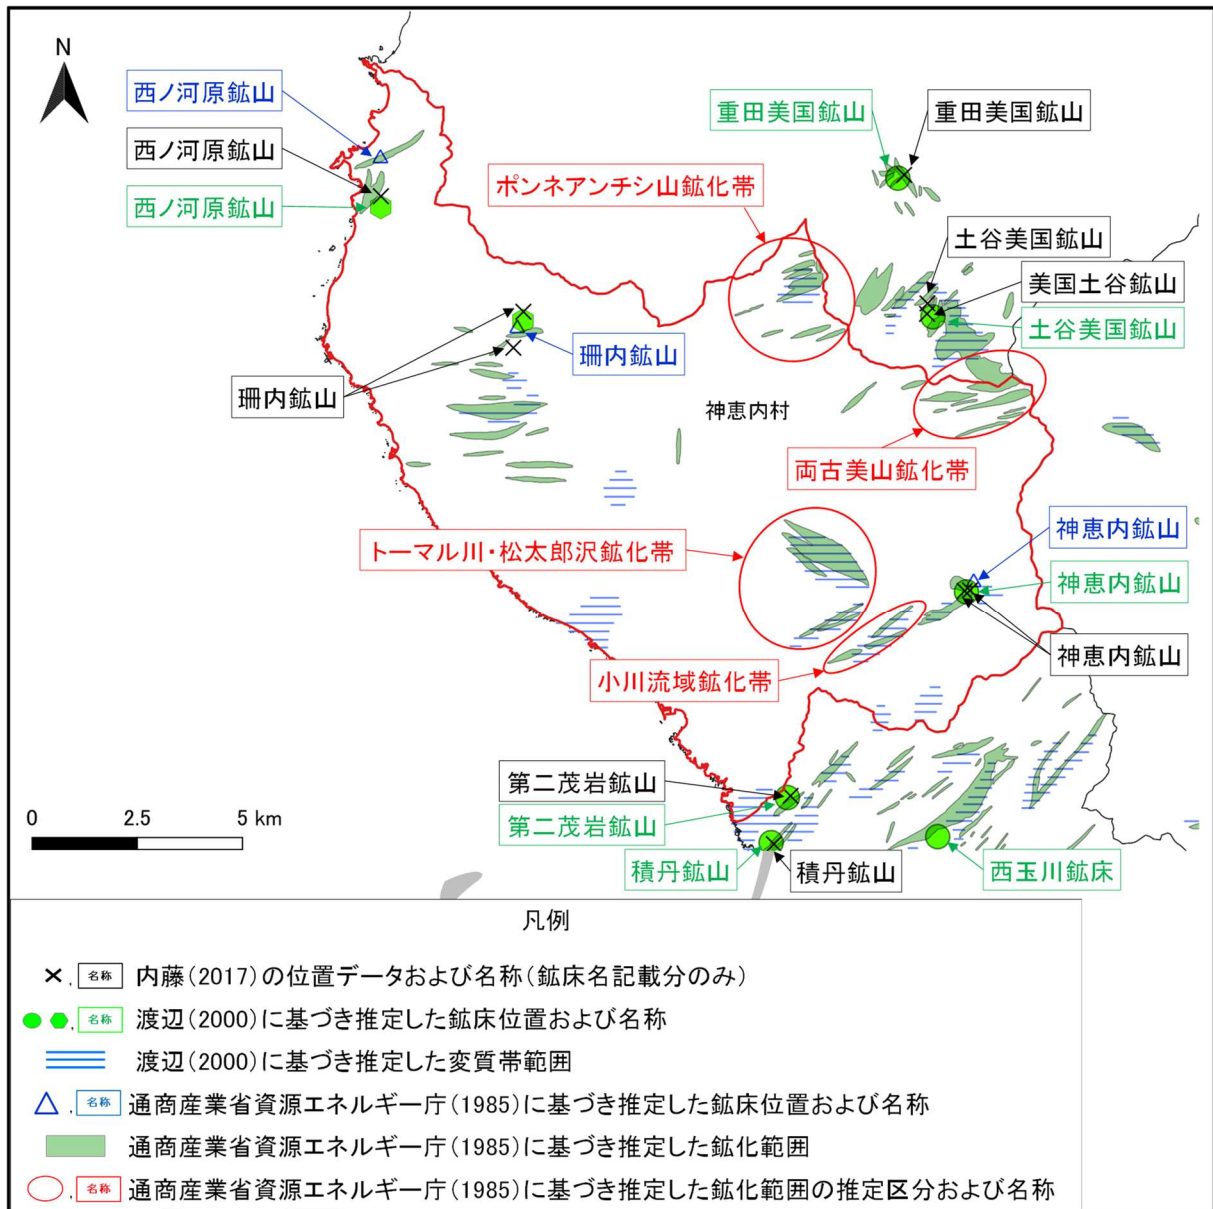 N
西ノ河原鉱山
西ノ河原鉱山
西ノ河原鉱山
重田美国鉱山
重田美国鉱山
ポンネアンチシ山鉱化帯
土谷美国鉱山
美国土谷鉱山
土谷美国鉱山
珊内鉱山
珊内鉱山
神恵内村
両古美山鉱化帯
トーマル川・松太郎沢鉱化帯
神恵内鉱山
神恵内鉱山
神恵内鉱山
小川流域鉱化帯
第二茂岩鉱山
第二茂岩鉱山
積丹鉱山
積丹鉱山
西玉川鉱床
0 2.5 5 km
凡例
, 名称 内藤(2017)の位置データおよび名称(鉱床名記載分のみ)
, 名称 渡辺(2000)に基づき推定した鉱床位置および名称
渡辺(2000)に基づき推定した変質帯範囲
, 名称 通商産業省資源エネルギー庁(1985)に基づき推定した鉱床位置および名称
通商産業省資源エネルギー庁(1985)に基づき推定した鉱化範囲
, 名称 通商産業省資源エネルギー庁(1985)に基づき推定した鉱化範囲の推定区分および名称